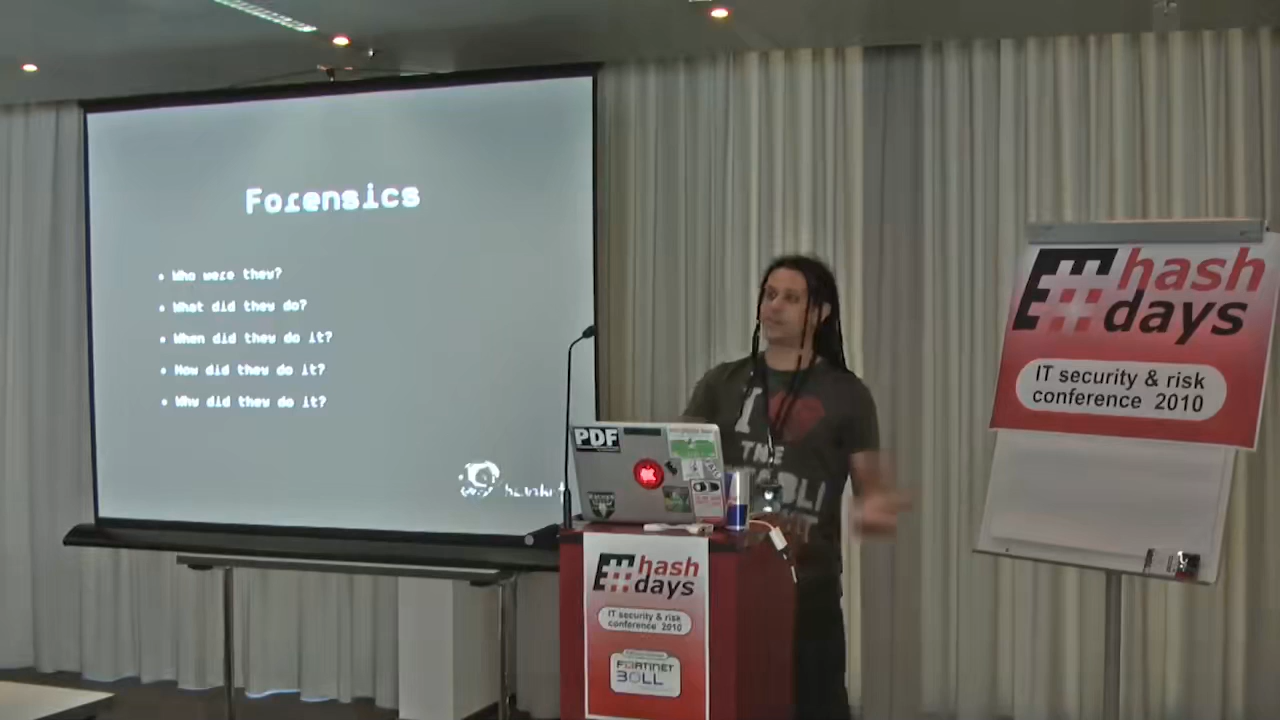 Forensics
• Who were they?
• What did they do?
• When did they do it?
• How did they do it?
• Why did they do it?
hash
days
IT security & risk
conference 2010
PDF
I
THE
hash
days
IT security & risk
conference 2010
FORTINET
BOLL